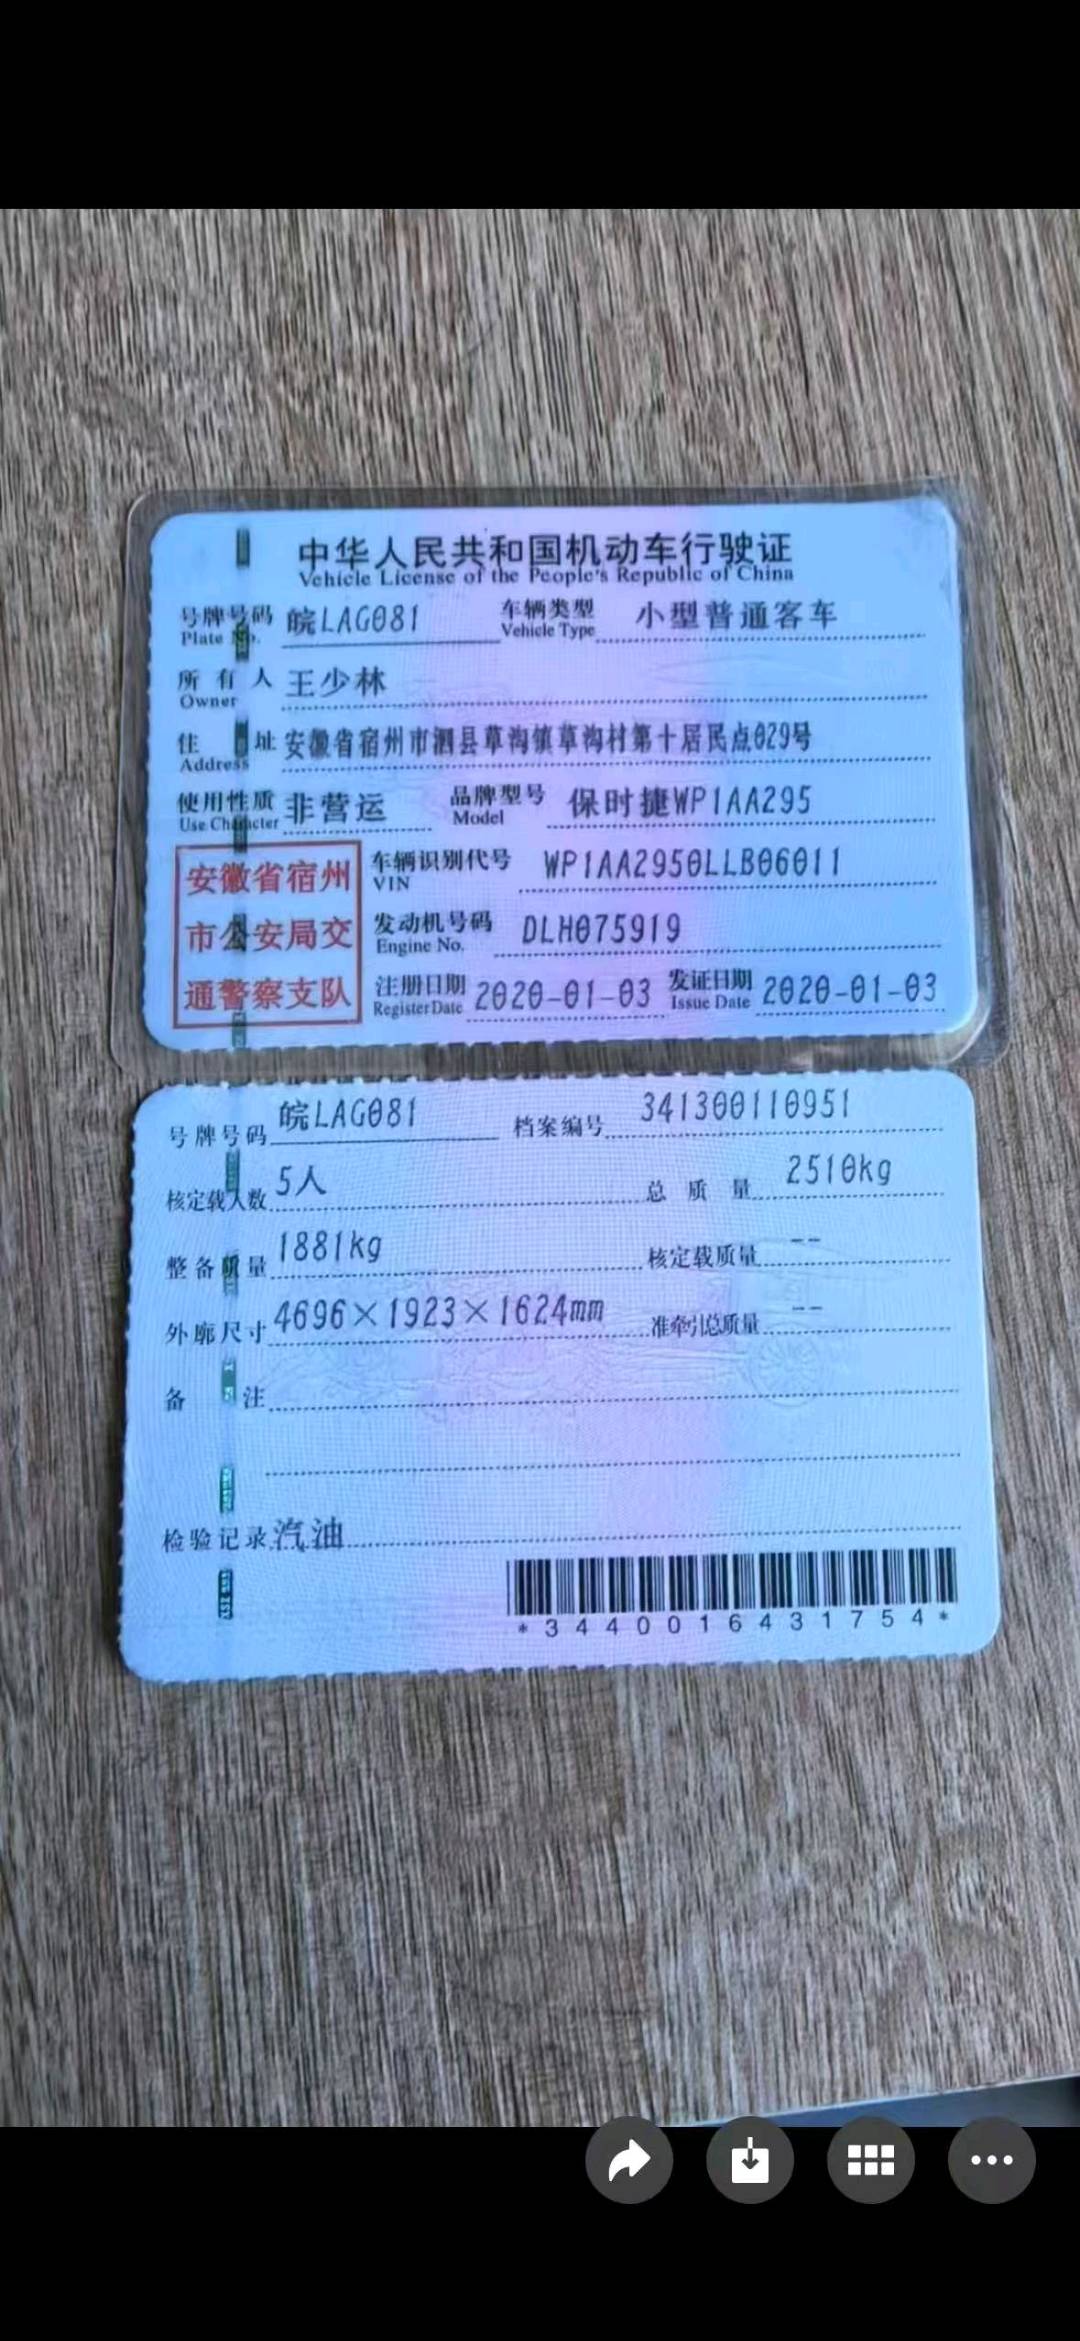 中华人民共和国机动车行驶证
Vehicle License of the People's Republic of China
号牌号码 皖LAG081 车辆类型 小型普通客车
Plate No. Vehicle Type
所有人 王少林
Owner
住址 安徽省宿州市泗县草沟镇草沟村第十居民点029号
Address
使用性质 非营运 品牌型号 保时捷WP1AA295
Use Character Model
安徽省宿州
市公安局交
通警察支队
车辆识别代号 WP1AA2950LLB06011
VIN
发动机号码 DLH075919
Engine No.
注册日期 2020-01-03 发证日期 2020-01-03
Register Date Issue Date
号牌号码 皖LAG081 档案编号 341300110951
核定载人数 5人 总质量 2510kg
整备质量 1881kg 核定载质量 --
外廓尺寸 4696×1923×1624mm 准牵引总质量 --
备注
检验记录 汽油
*3440016431754*